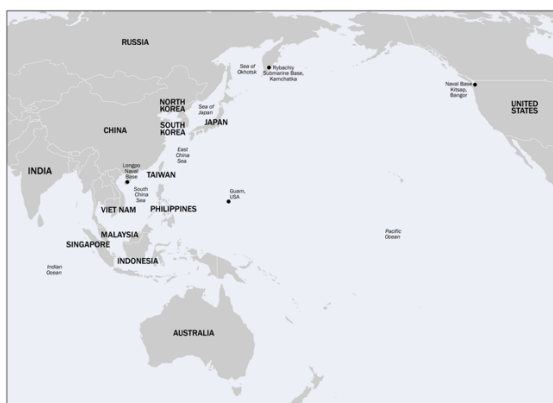 RUSSIA
Sea of
Okhotsk
Rybachiy
Submarine Base,
Kamchatka
Naval Base
Kitsap,
Bangor
UNITED
STATES
NORTH
KOREA
Sea of
Japan
SOUTH
KOREA
JAPAN
CHINA
East
China
Sea
INDIA
Longpo
Naval
Base
TAIWAN
South
China
Sea
Guam,
USA
VIET NAM
PHILIPPINES
Pacific
Ocean
MALAYSIA
SINGAPORE
INDONESIA
Indian
Ocean
AUSTRALIA